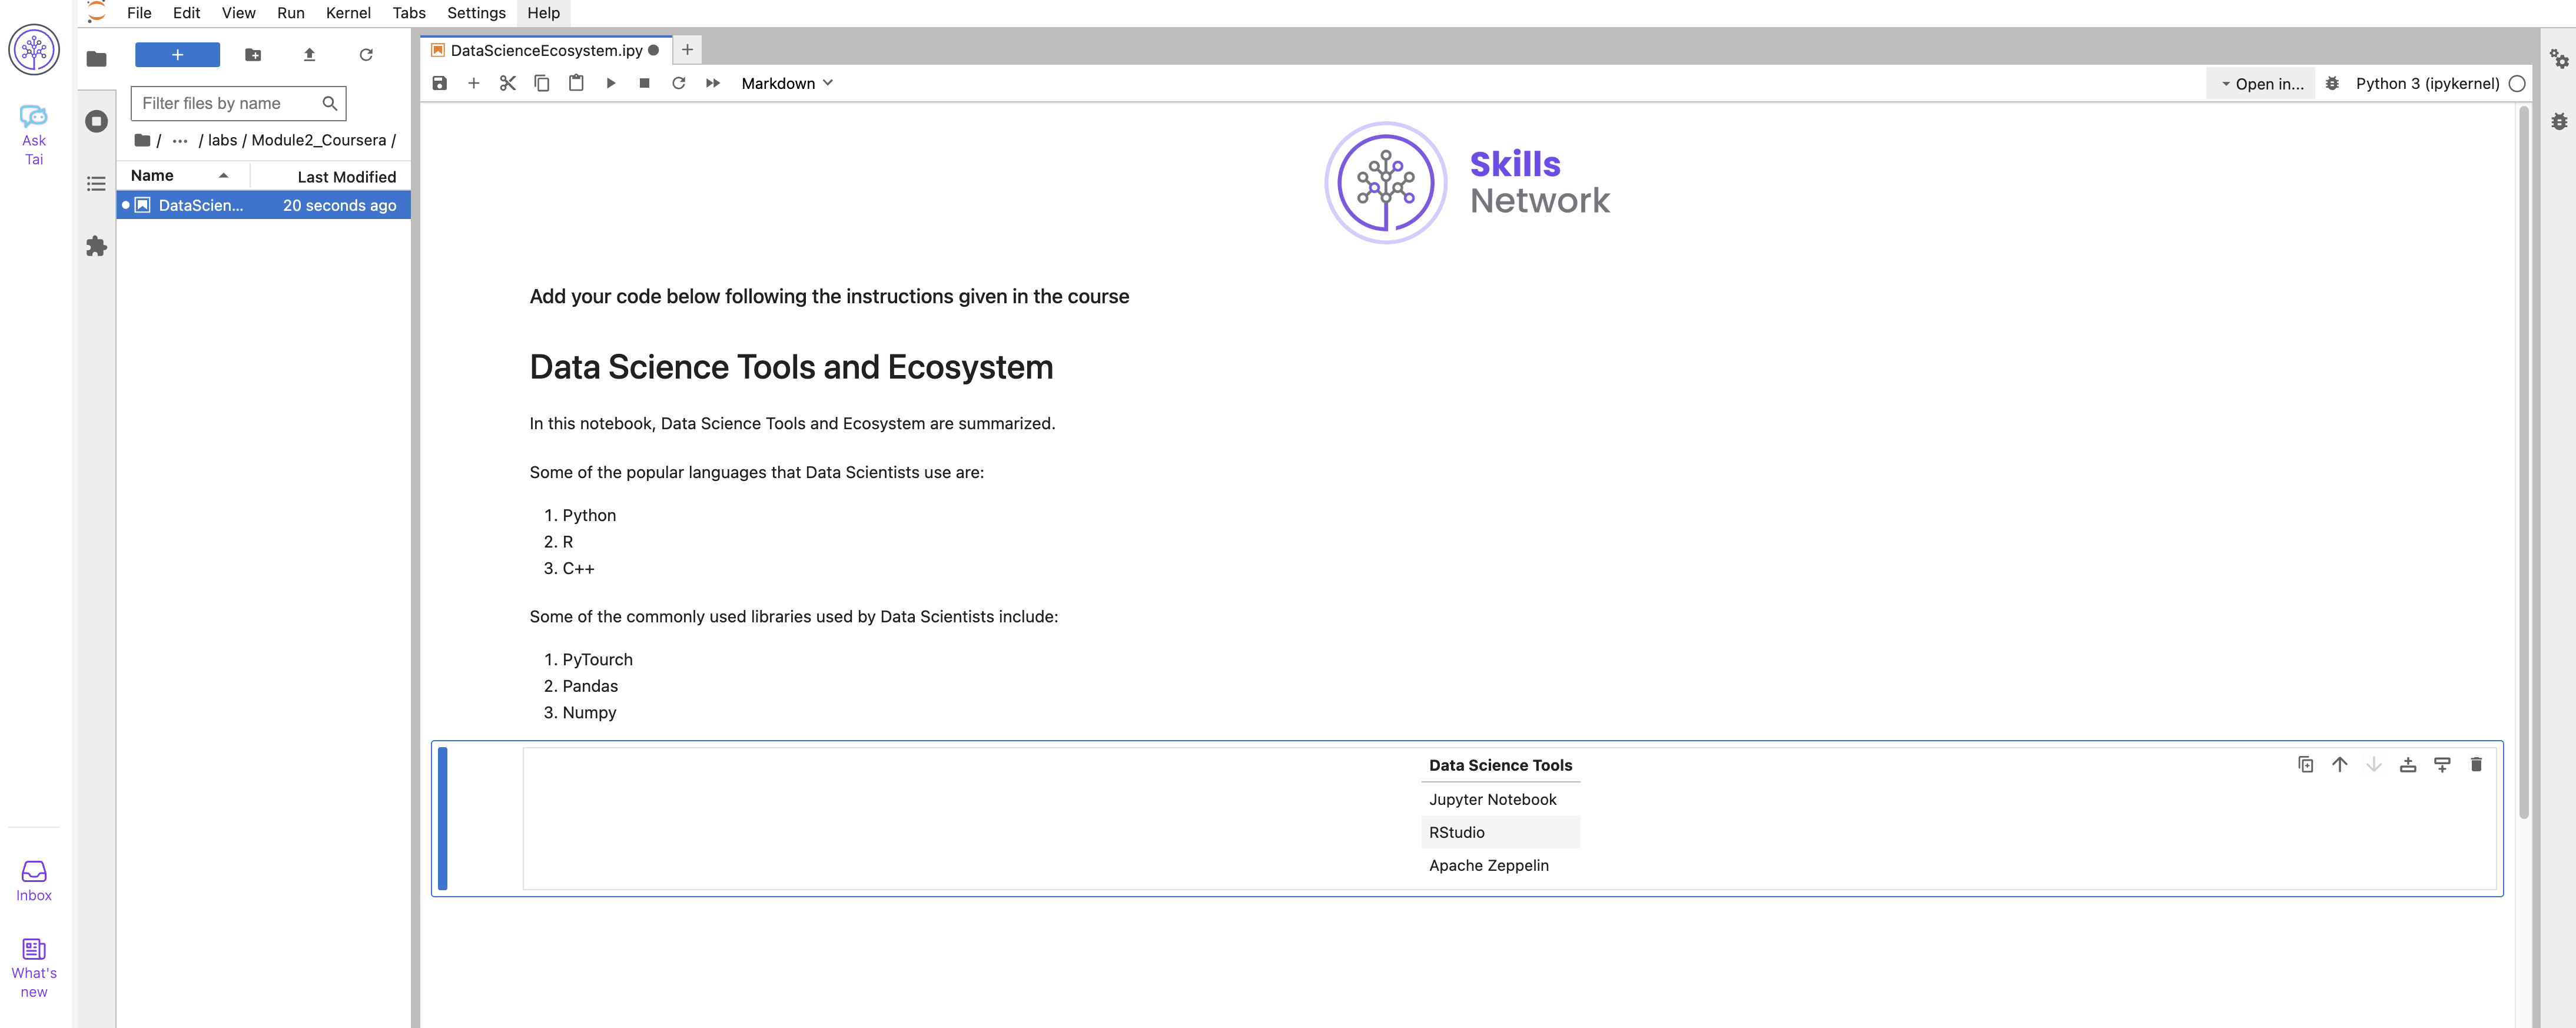 File Edit View Run Kernel Tabs Settings Help
Ask
Tai
Inbox
What's
new
Filter files by name
/ ... / labs / Module2_Coursera /
Name Last Modified
DataScien... 20 seconds ago
DataScienceEcosystem.ipy
Markdown Open in... Python 3 (ipykernel)
Skills
Network
Add your code below following the instructions given in the course
Data Science Tools and Ecosystem
In this notebook, Data Science Tools and Ecosystem are summarized.
Some of the popular languages that Data Scientists use are:
1. Python
2. R
3. C++
Some of the commonly used libraries used by Data Scientists include:
1. PyTourch
2. Pandas
3. Numpy
Data Science Tools
Jupyter Notebook
RStudio
Apache Zeppelin